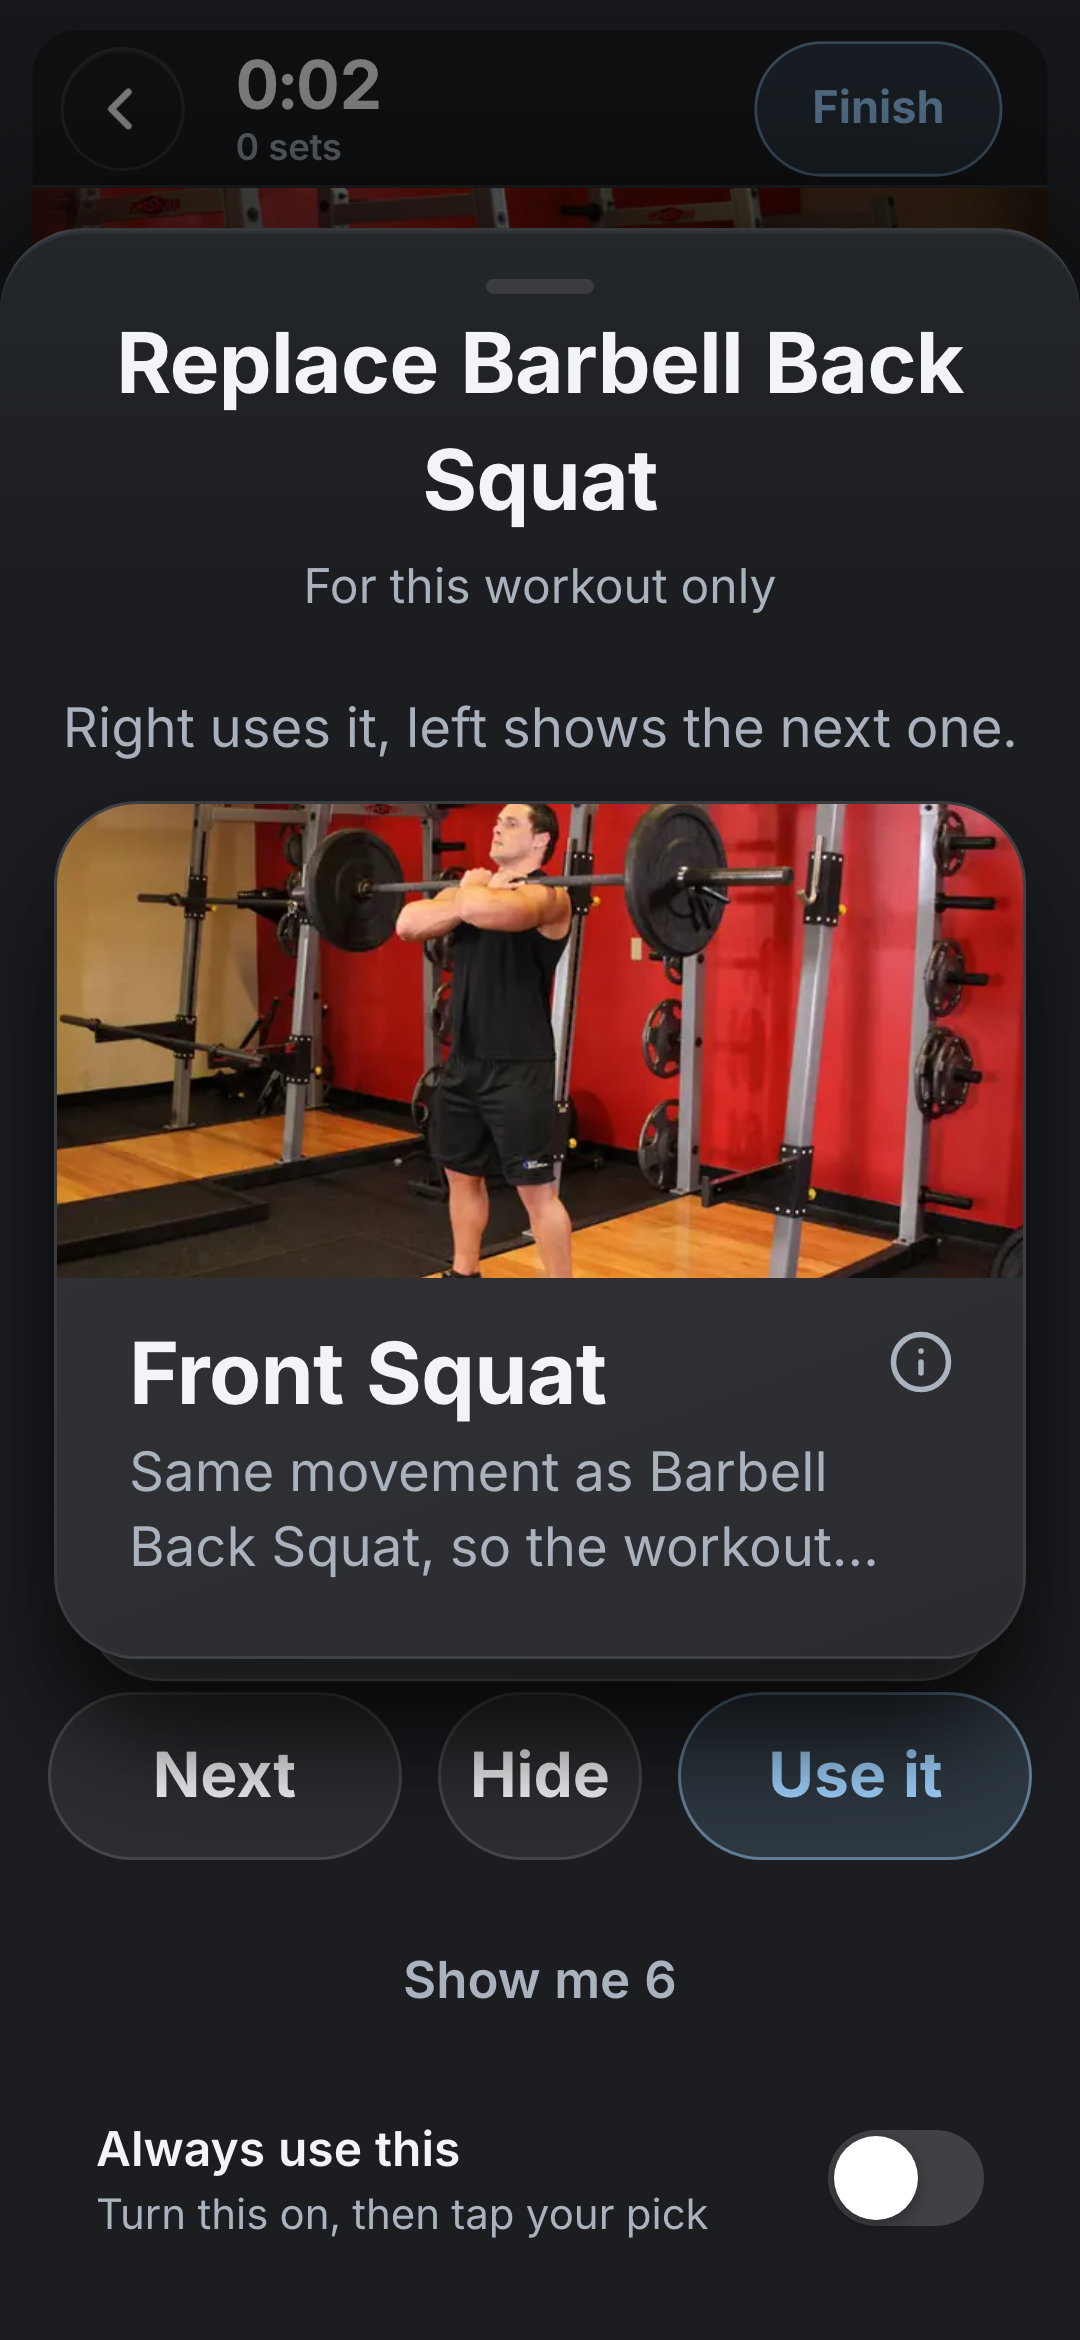 0:02
0 sets
Finish
Replace Barbell Back
Squat
For this workout only
Right uses it, left shows the next one.
Front Squat
Same movement as Barbell
Back Squat, so the workout...
Next
Hide
Use it
Show me 6
Always use this
Turn this on, then tap your pick